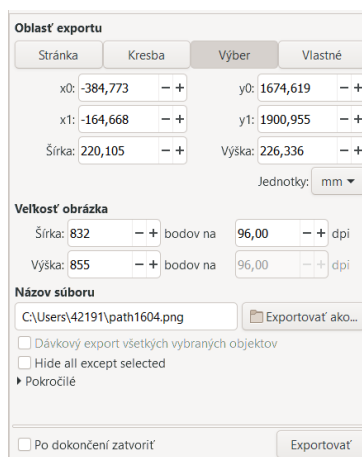 Oblasť exportu
Stránka Kresba Výber Vlastné
x0: -384,773 − + y0: 1674,619 − +
x1: -164,668 − + y1: 1900,955 − +
Šírka: 220,105 − + Výška: 226,336 − +
Jednotky: mm
Veľkosť obrázka
Šírka: 832 − + bodov na 96,00 − + dpi
Výška: 855 − + bodov na 96,00 − + dpi
Názov súboru
C:\Users\42191\path1604.png Exportovať ako...
Dávkový export všetkých vybraných objektov
Hide all except selected
Pokročilé
Po dokončení zatvoriť Exportovať